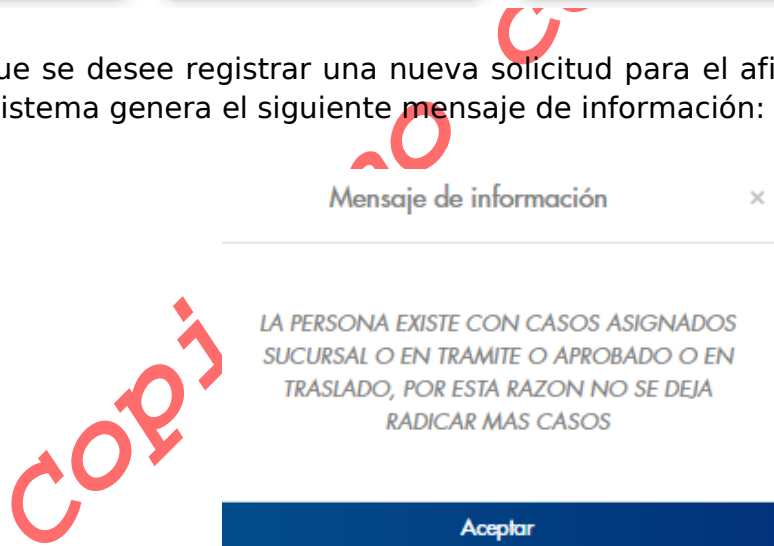 ue se desee registrar una nueva solicitud para el afi
istema genera el siguiente mensaje de información:
Mensaje de información ×
LA PERSONA EXISTE CON CASOS ASIGNADOS
SUCURSAL O EN TRAMITE O APROBADO O EN
TRASLADO, POR ESTA RAZON NO SE DEJA
RADICAR MAS CASOS
Aceptar
Copi